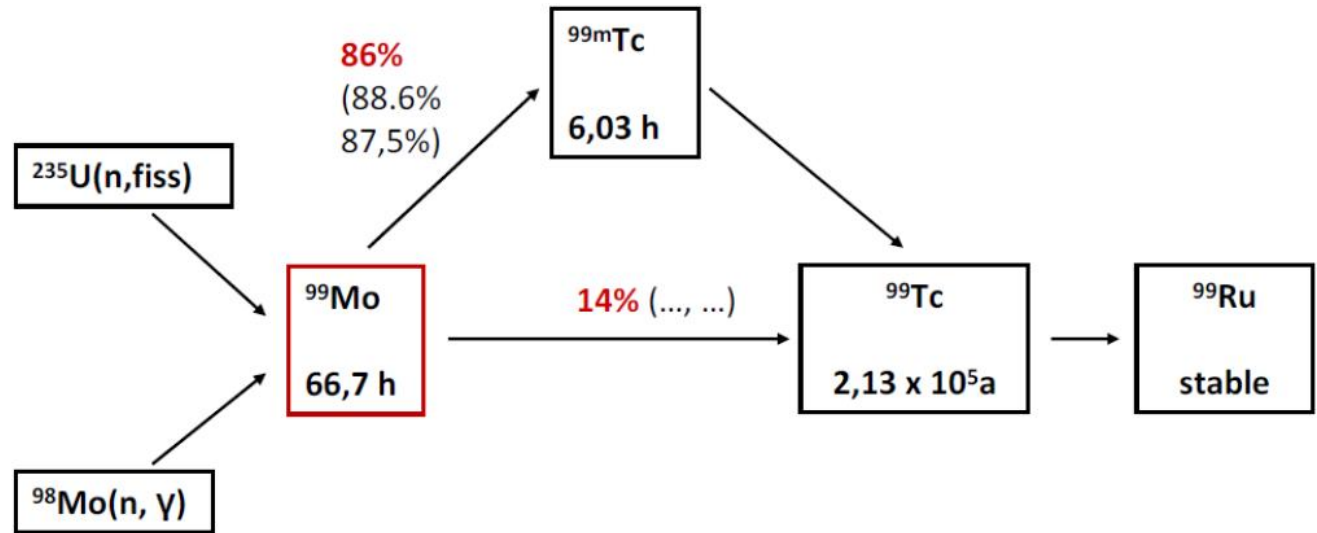 ⁹⁹ᵐTc
6,03 h
86%
(88.6%
87,5%)
²³⁵U(n,fiss)
⁹⁹Mo
66,7 h
14% (..., ...)
⁹⁹Tc
2,13 x 10⁵a
⁹⁹Ru
stable
⁹⁸Mo(n, γ)